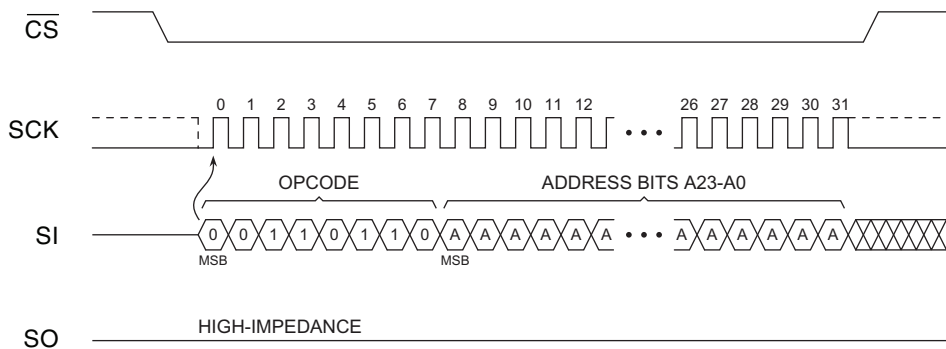 CS
0 1 2 3 4 5 6 7 8 9 10 11 12 26 27 28 29 30 31
SCK
OPCODE ADDRESS BITS A23-A0
SI 0 0 1 1 0 1 1 0 A A A A A A A A A A A A
MSB MSB
HIGH-IMPEDANCE
SO